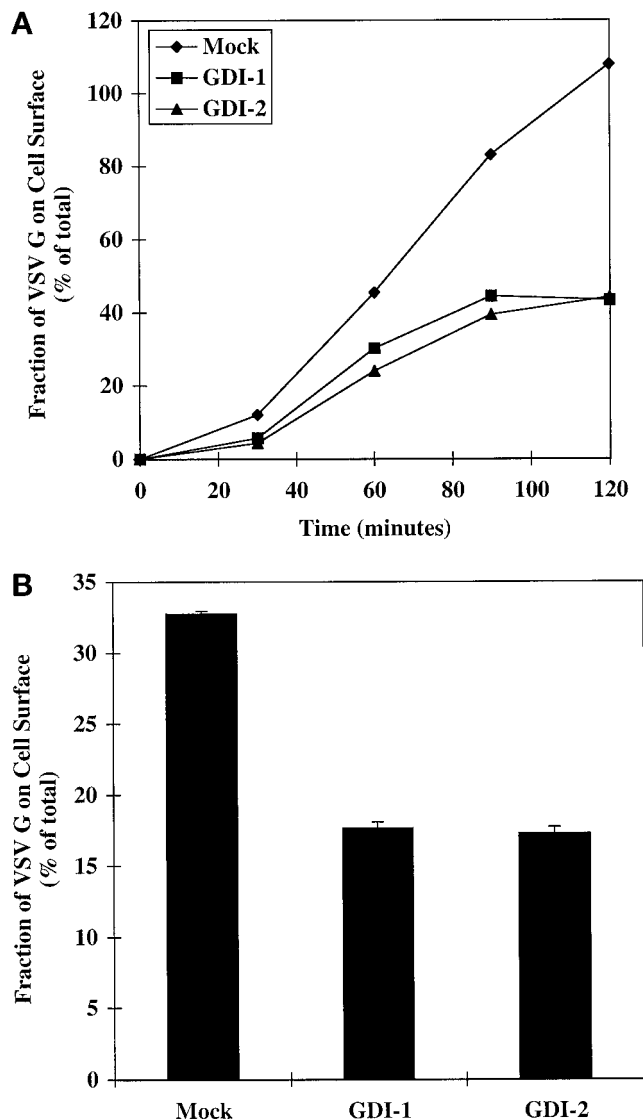 A
Fraction of VSV G on Cell Surface
(% of total)
120
100
80
60
40
20
0
Mock
GDI-1
GDI-2
0 20 40 60 80 100 120
Time (minutes)
B
Fraction of VSV G on Cell Surface
(% of total)
35
30
25
20
15
10
5
0
Mock GDI-1 GDI-2